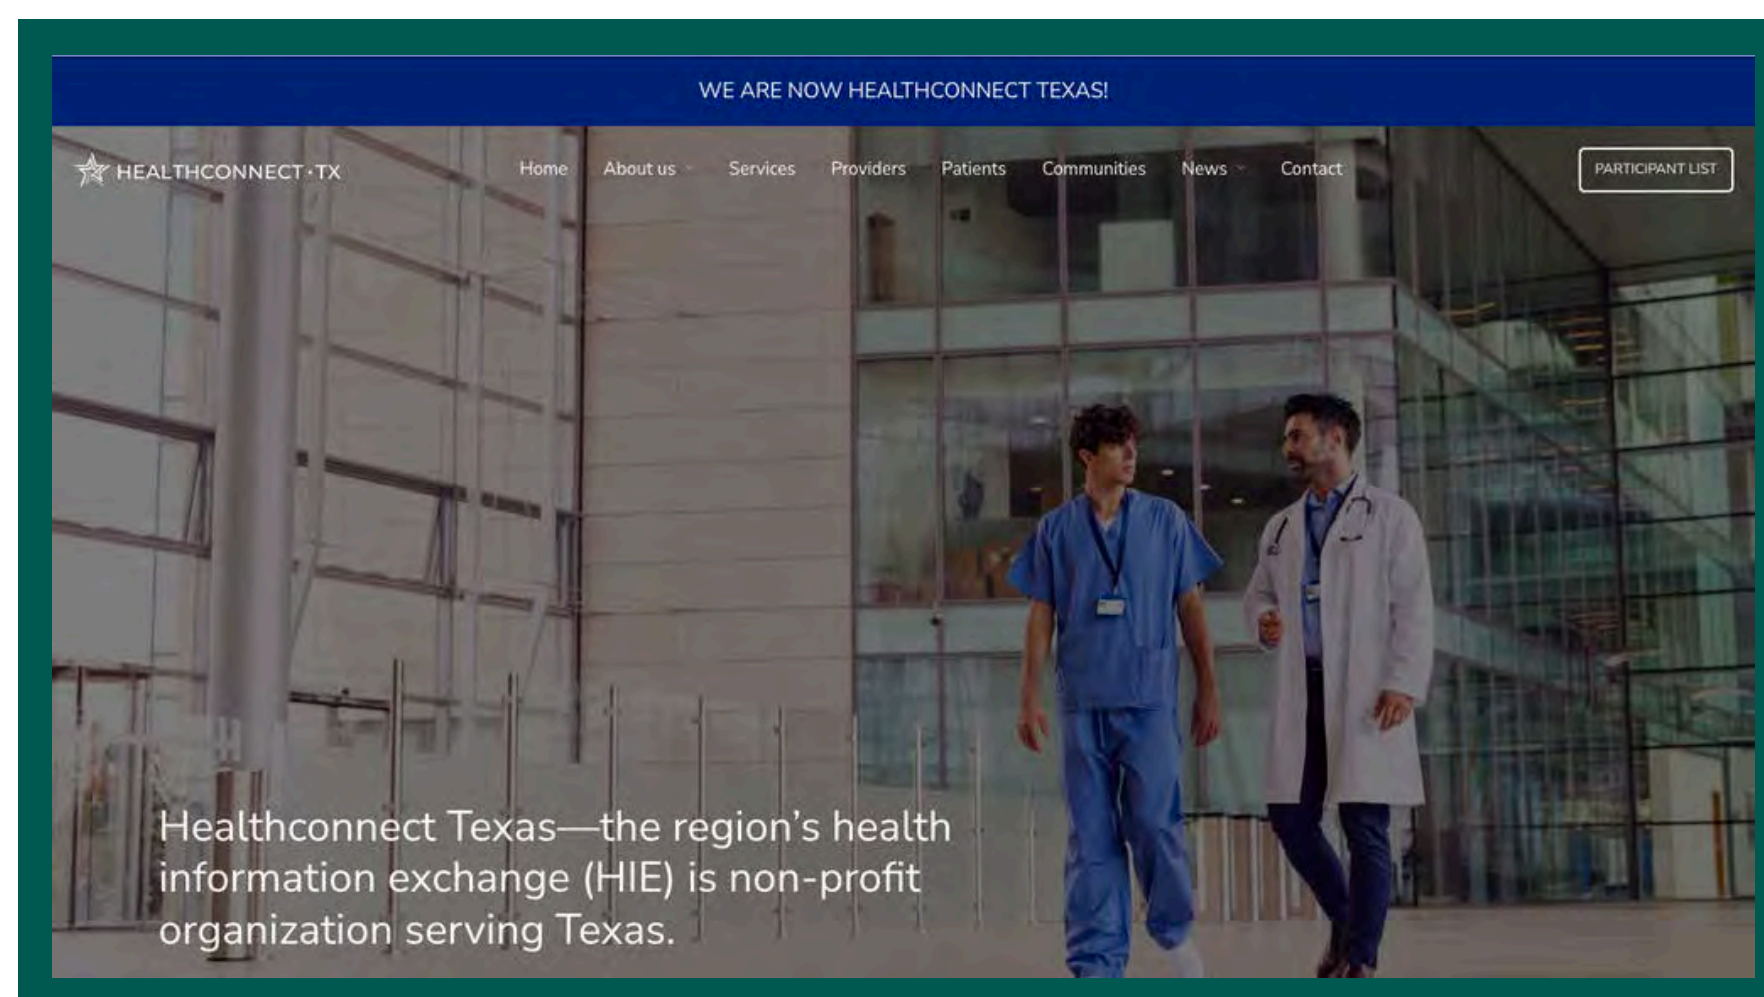 WE ARE NOW HEALTHCONNECT TEXAS!
HEALTHCONNECT·TX Home About us Services Providers Patients Communities News Contact PARTICIPANT LIST
Healthconnect Texas—the region’s health
information exchange (HIE) is non-profit
organization serving Texas.